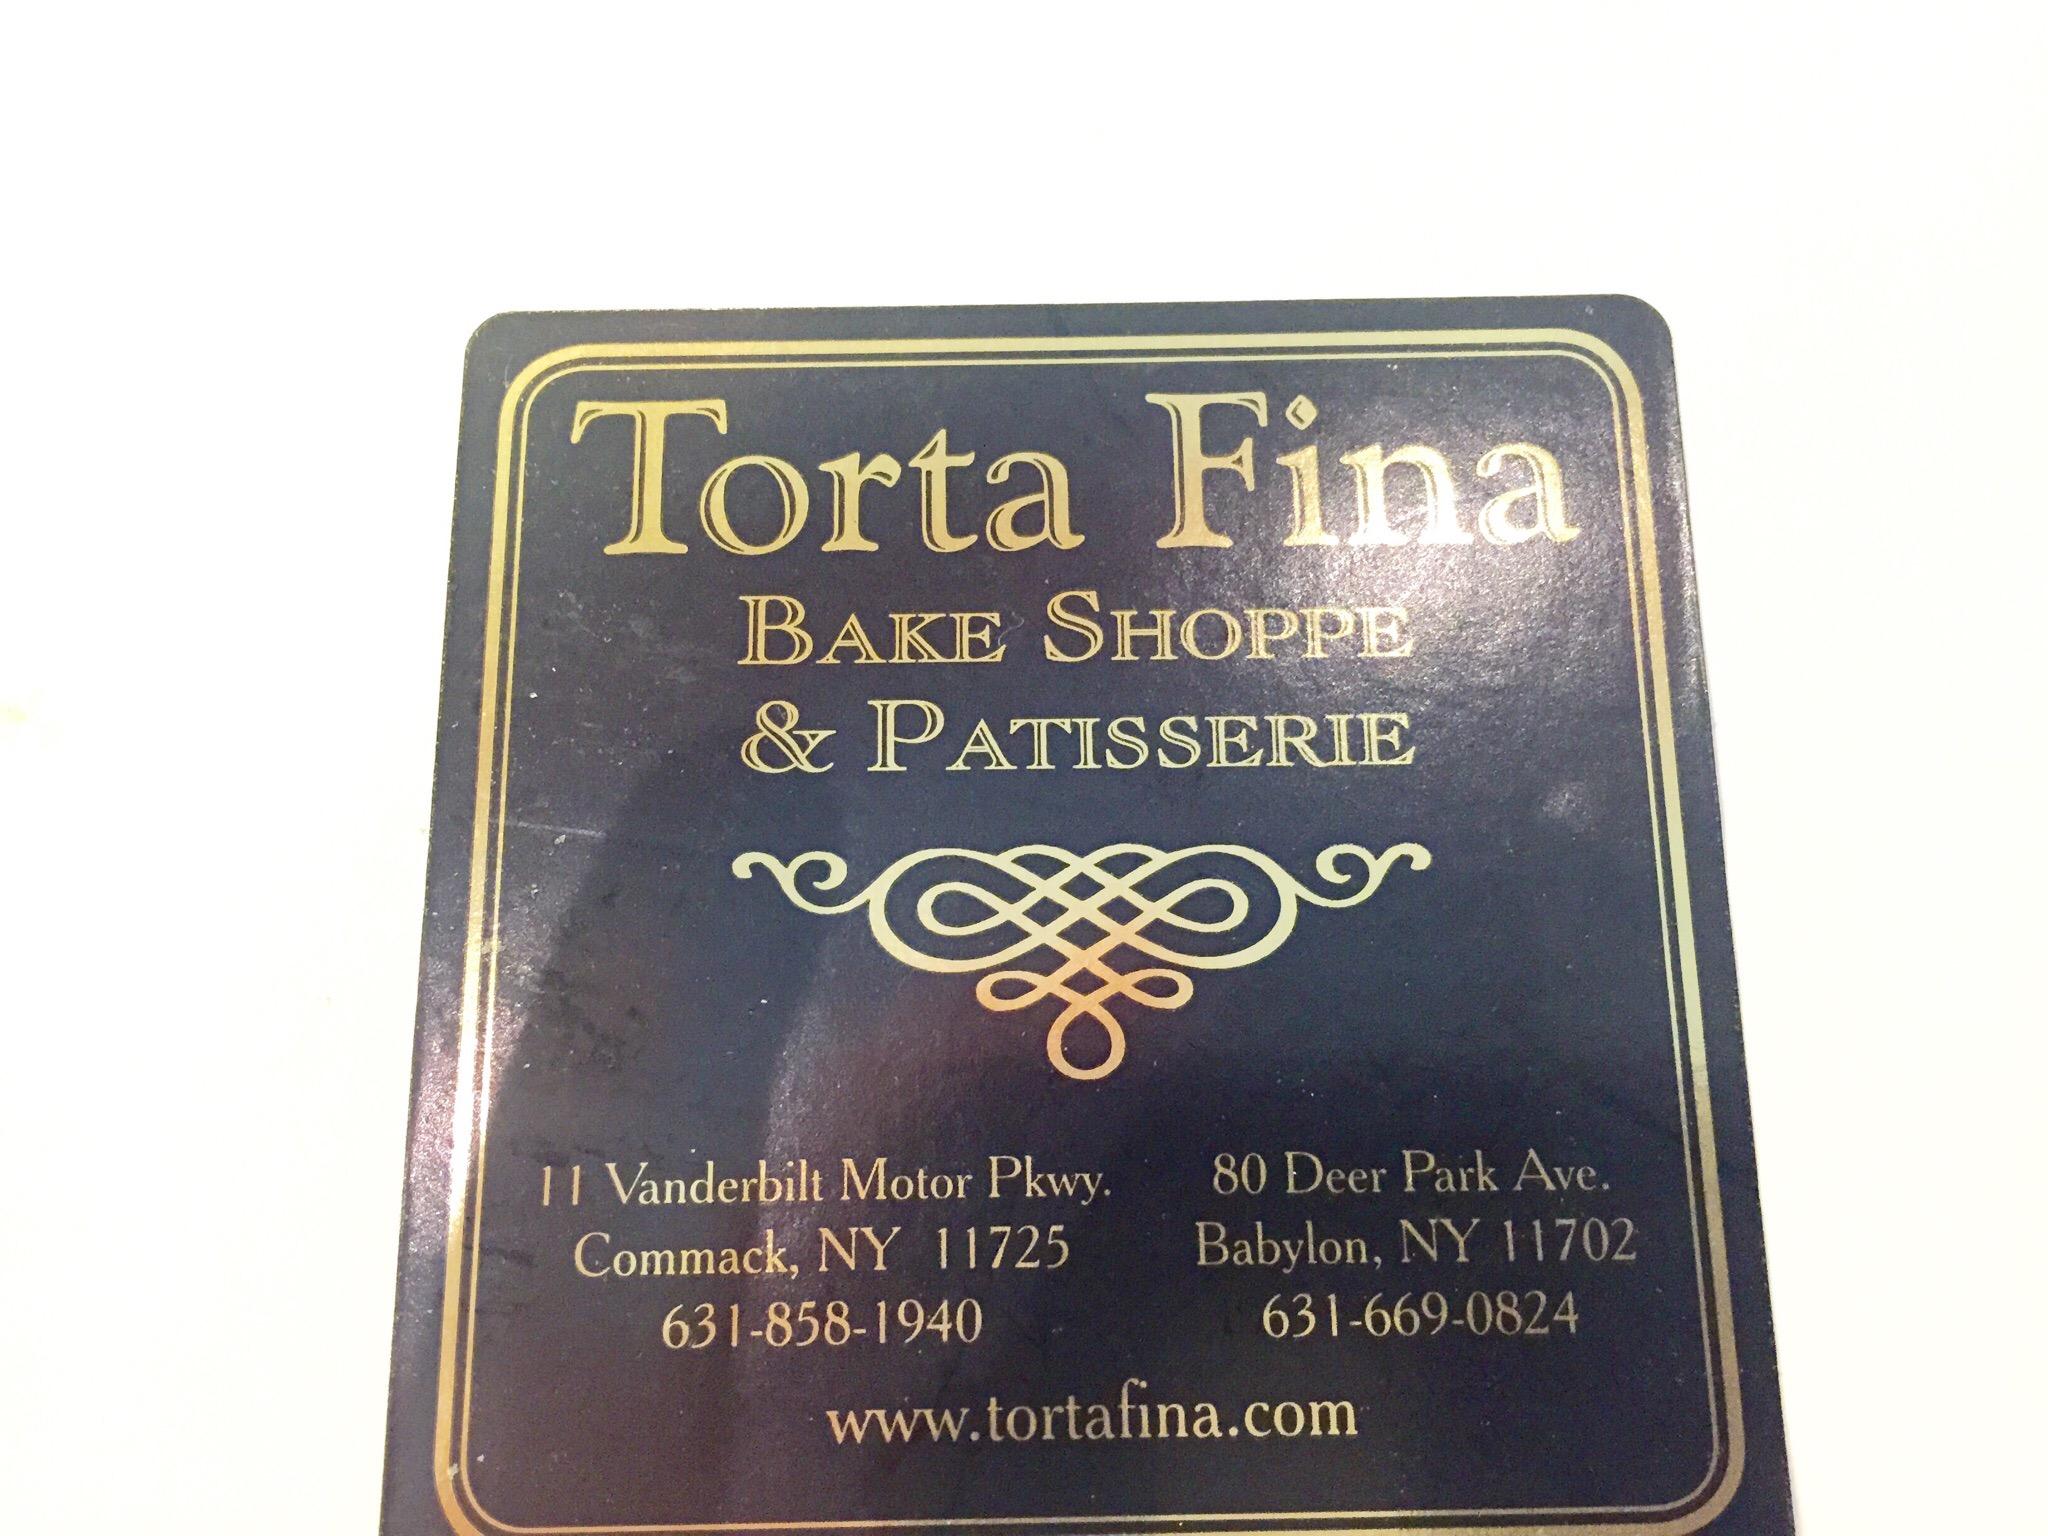 Torta Fina
BAKE SHOPPE
& PATISSERIE
11 Vanderbilt Motor Pkwy.
Commack, NY 11725
631-858-1940
80 Deer Park Ave.
Babylon, NY 11702
631-669-0824
www.tortafina.com